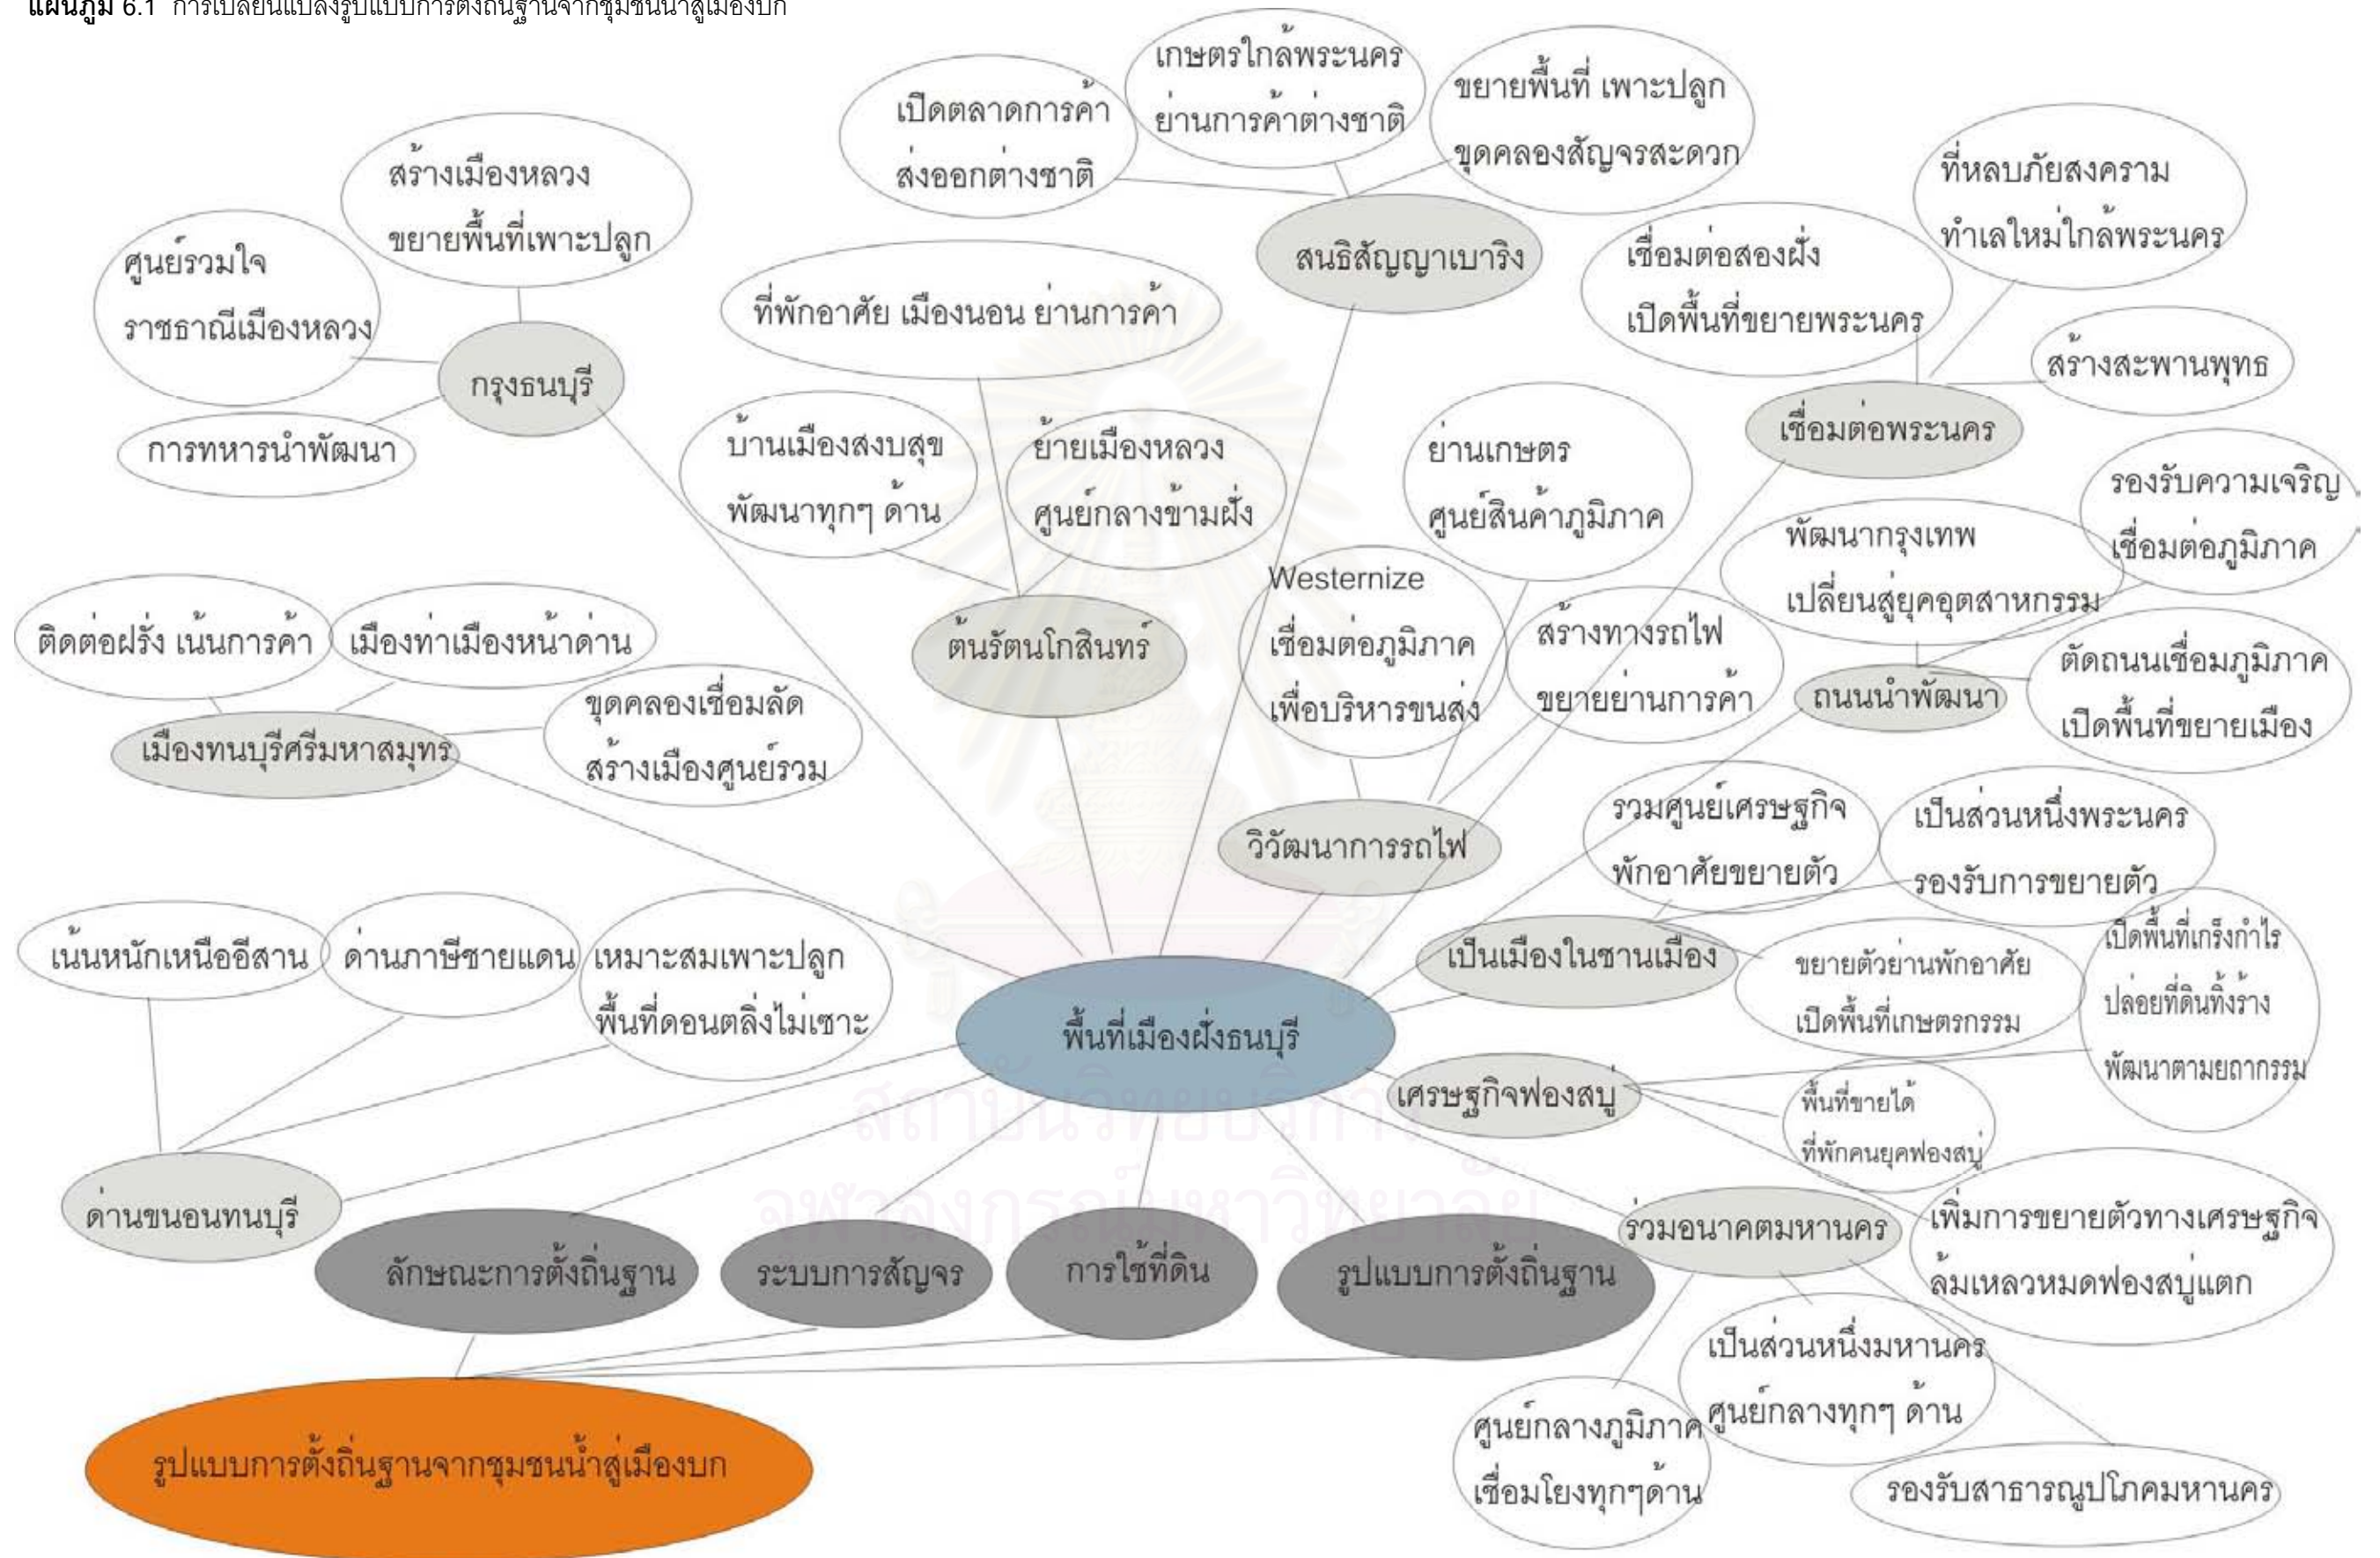 แผนภูมิ 6.1 การเปลี่ยนแปลงรูปแบบการตั้งถิ่นฐานจากชุมชนน้ำสู่เมืองบก
เกษตรใกล้พระนคร
ย่านการค้าต่างชาติ
เปิดตลาดการค้า
ส่งออกต่างชาติ
ขยายพื้นที่ เพาะปลูก
ขุดคลองสัญจรสะดวก
สนธิสัญญาเบาริง
สร้างเมืองหลวง
ขยายพื้นที่เพาะปลูก
ศูนย์รวมใจ
ราชธาณีเมืองหลวง
การทหารนำพัฒนา
กรุงธนบุรี
ที่พักอาศัย เมืองนอน ย่านการค้า
บ้านเมืองสงบสุข
พัฒนาทุกๆ ด้าน
ย้ายเมืองหลวง
ศูนย์กลางข้ามฝั่ง
ต้นรัตนโกสินทร์
ที่หลบภัยสงคราม
ทำเลใหม่ใกล้พระนคร
เชื่อมต่อสองฝั่ง
เปิดพื้นที่ขยายพระนคร
สร้างสะพานพุทธ
เชื่อมต่อพระนคร
ย่านเกษตร
ศูนย์สินค้าภูมิภาค
Westernize
เชื่อมต่อภูมิภาค
เพื่อบริหารขนส่ง
สร้างทางรถไฟ
ขยายย่านการค้า
วิวัฒนาการรถไฟ
รองรับความเจริญ
เชื่อมต่อภูมิภาค
พัฒนากรุงเทพ
เปลี่ยนสู่ยุคอุตสาหกรรม
ตัดถนนเชื่อมภูมิภาค
เปิดพื้นที่ขยายเมือง
ถนนนำพัฒนา
ติดต่อฝรั่ง เน้นการค้า
เมืองท่าเมืองหน้าด่าน
ขุดคลองเชื่อมลัด
สร้างเมืองศูนย์รวม
เมืองทนบุรีศรีมหาสมุทร
รวมศูนย์เศรษฐกิจ
พักอาศัยขยายตัว
เป็นส่วนหนึ่งพระนคร
รองรับการขยายตัว
ขยายตัวย่านพักอาศัย
เปิดพื้นที่เกษตรกรรม
เป็นเมืองในชานเมือง
เปิดพื้นที่เกร็งกำไร
ปล่อยที่ดินทิ้งร้าง
พัฒนาตามยถากรรม
พื้นที่ขายได้
ที่พักคนยุคฟองสบู่
เพิ่มการขยายตัวทางเศรษฐกิจ
ล้มเหลวหมดฟองสบู่แตก
เศรษฐกิจฟองสบู่
เน้นหนักเหนืออีสาน
ด่านภาษีชายแดน
เหมาะสมเพาะปลูก
พื้นที่ดอนตลิ่งไม่เซาะ
ด่านขนอนทนบุรี
พื้นที่เมืองฝั่งธนบุรี
สถาบันวิทยบริการ
จุฬาลงกรณ์มหาวิทยาลัย
ลักษณะการตั้งถิ่นฐาน
ระบบการสัญจร
การใช้ที่ดิน
รูปแบบการตั้งถิ่นฐาน
ร่วมอนาคตมหานคร
เป็นส่วนหนึ่งมหานคร
ศูนย์กลางทุกๆ ด้าน
ศูนย์กลางภูมิภาค
เชื่อมโยงทุกๆด้าน
รองรับสาธารณูปโภคมหานคร
รูปแบบการตั้งถิ่นฐานจากชุมชนน้ำสู่เมืองบก